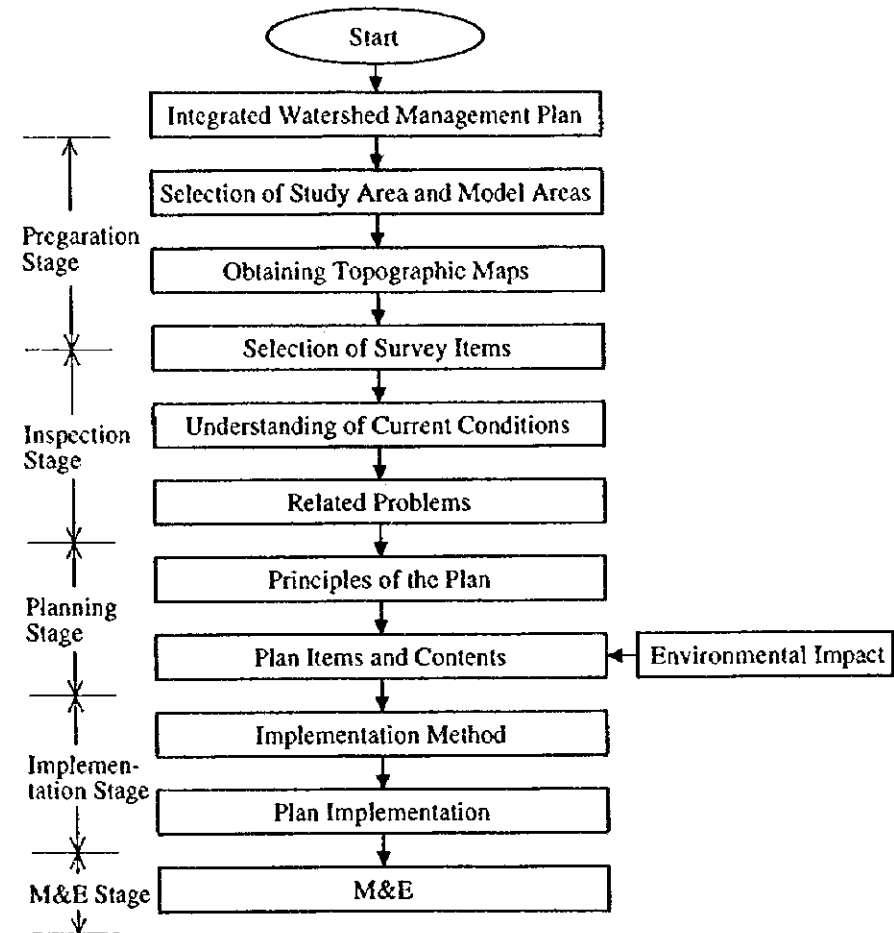 Start
Integrated Watershed Management Plan
Selection of Study Area and Model Areas
Pregaration
Stage
Obtaining Topographic Maps
Selection of Survey Items
Inspection
Stage
Understanding of Current Conditions
Related Problems
Planning
Stage
Principles of the Plan
Plan Items and Contents
Environmental Impact
Implemen-
tation Stage
Implementation Method
Plan Implementation
M&E Stage
M&E